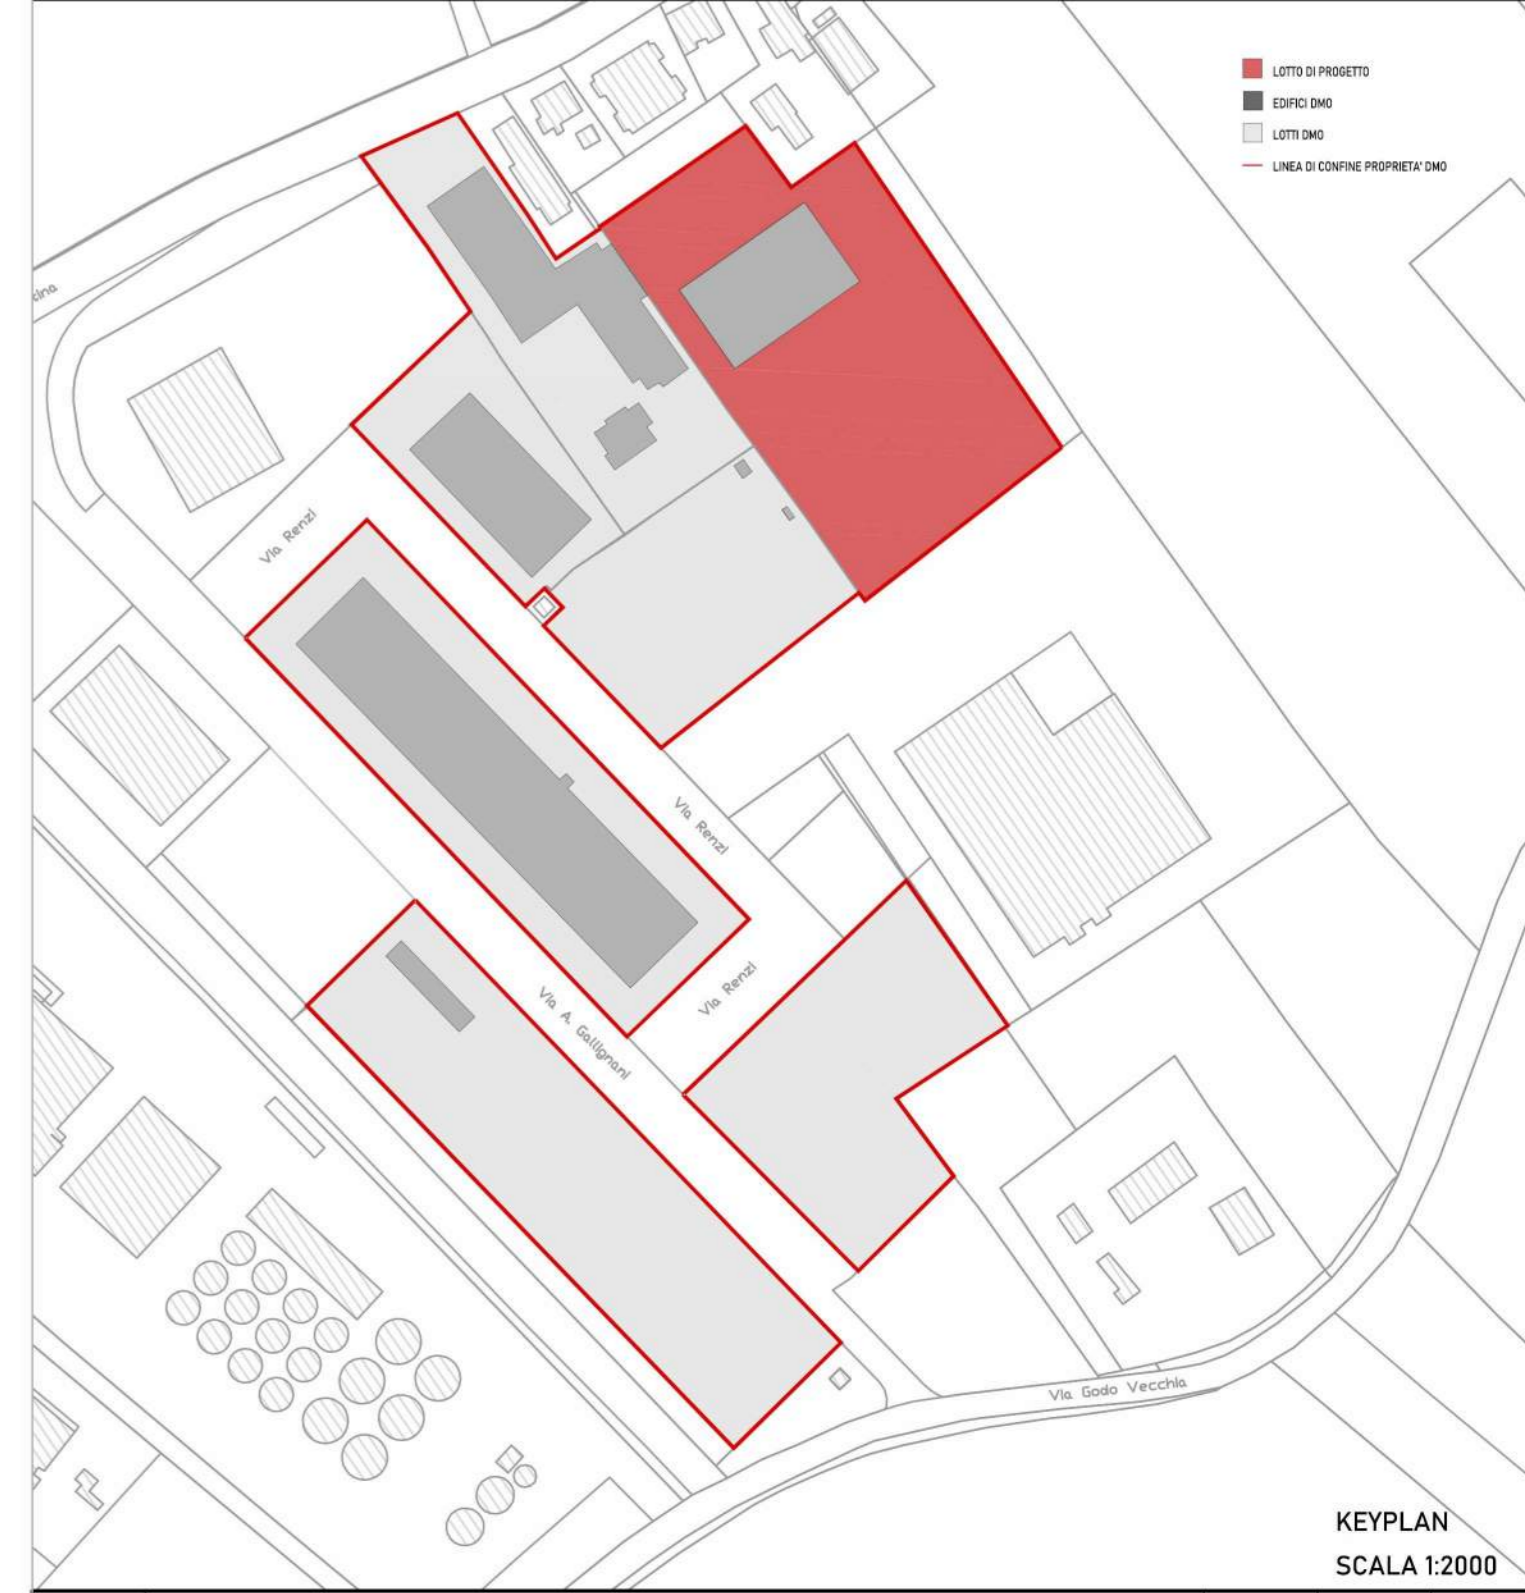 LOTTO DI PROGETTO
EDIFICI DMO
LOTTI DMO
LINEA DI CONFINE PROPRIETA' DMO
Via Renzi
Via Renzi
Via Renzi
Via A. Gallignani
Via Godo Vecchia
KEYPLAN
SCALA 1:2000